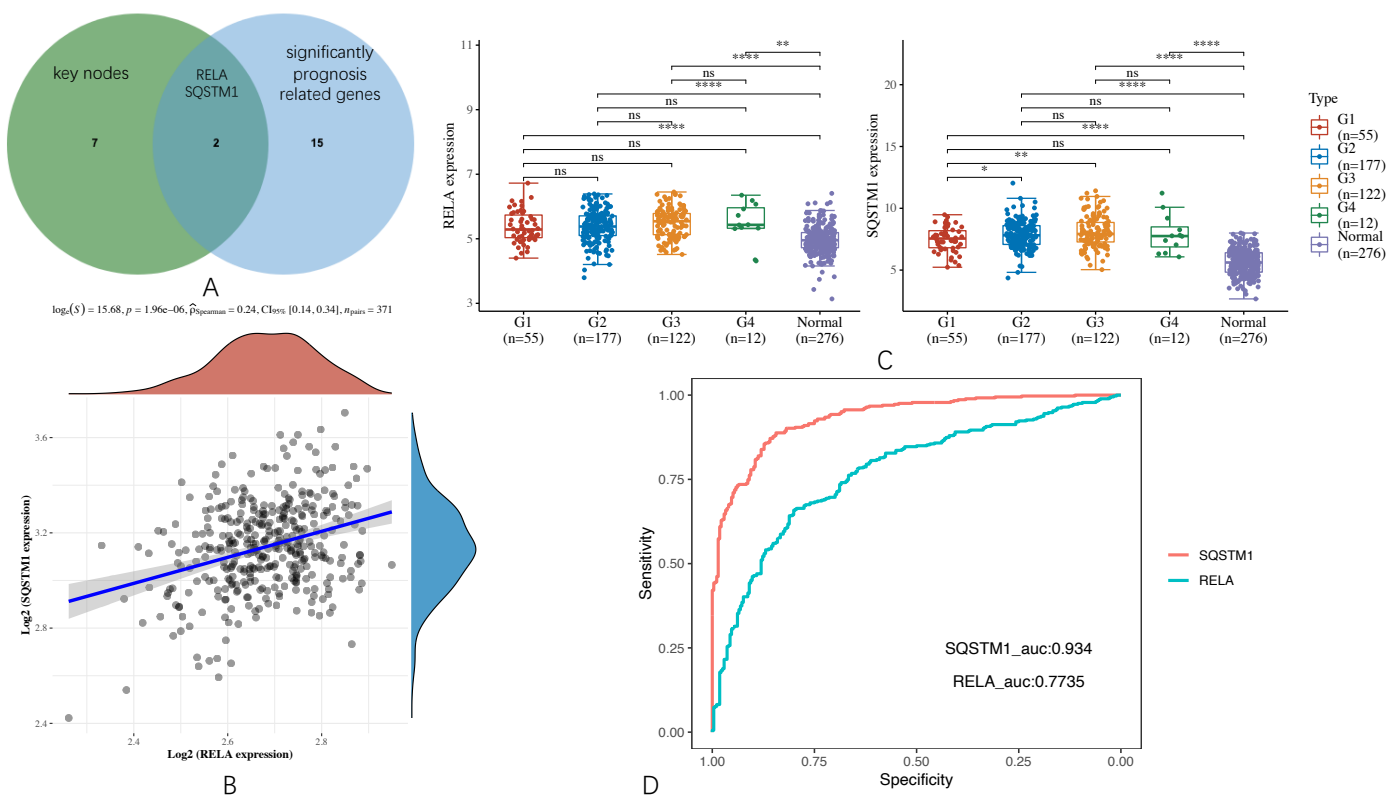 key nodes
RELA
SQSTM1
significantly
prognosis
related genes
7
2
15
A
logₑ(S) = 15.68, p = 1.96e−06, ρ̂Spearman = 0.24, CI95% [0.14, 0.34], npairs = 371
3.6
3.2
2.8
2.4
Log2 (SQSTM1 expression)
2.4
2.6
2.8
Log2 (RELA expression)
B
RELA expression
11
9
7
5
3
**
****
ns
****
ns
ns
****
ns
ns
ns
G1
(n=55)
G2
(n=177)
G3
(n=122)
G4
(n=12)
Normal
(n=276)
SQSTM1 expression
20
15
10
5
****
****
ns
****
ns
ns
****
ns
**
*
G1
(n=55)
G2
(n=177)
G3
(n=122)
G4
(n=12)
Normal
(n=276)
Type
G1
(n=55)
G2
(n=177)
G3
(n=122)
G4
(n=12)
Normal
(n=276)
C
Sensitivity
1.00
0.75
0.50
0.25
0.00
SQSTM1_auc:0.934
RELA_auc:0.7735
1.00
0.75
0.50
0.25
0.00
Specificity
SQSTM1
RELA
D